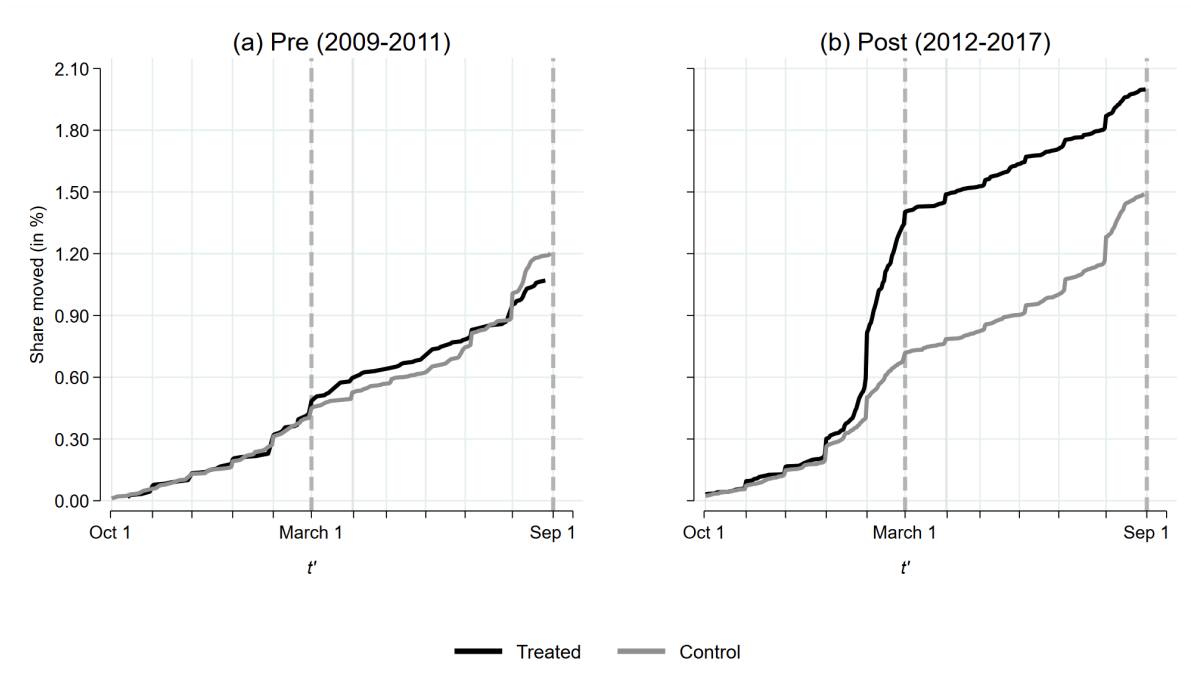 (a) Pre (2009-2011)
(b) Post (2012-2017)
Share moved (in %)
2.10
1.80
1.50
1.20
0.90
0.60
0.30
0.00
Oct 1
March 1
Sep 1
Oct 1
March 1
Sep 1
t'
t'
Treated
Control